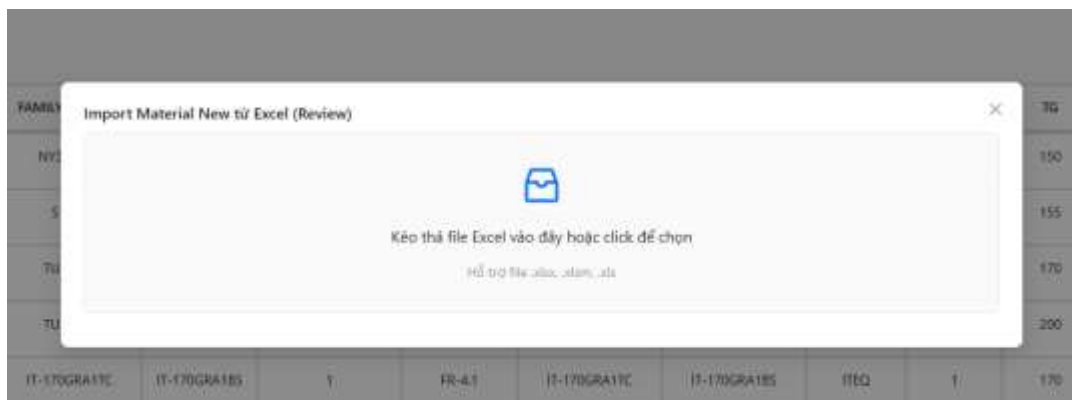 FAMILY
TG
Import Material New từ Excel (Review)
150
155
Kéo thả file Excel vào đây hoặc click để chọn
Hỗ trợ file .xlsx, .xlsm, .xls
TU
170
TU
200
IT-170GRA1TC IT-170GRA1BS 1 FR-4.1 IT-170GRA1TC IT-170GRA1BS ITEQ 1 170